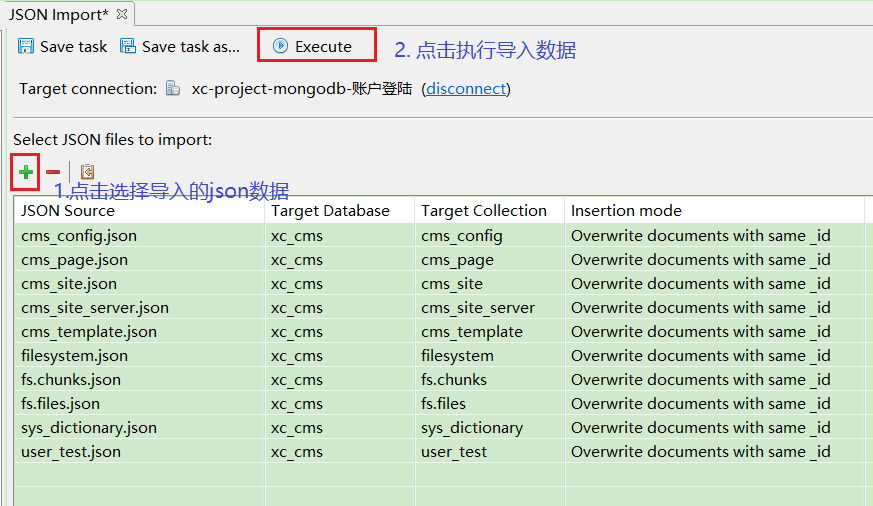 JSON Import*
Save task Save task as... Execute 2. 点击执行导入数据
Target connection: xc-project-mongodb-账户登陆 (disconnect)
Select JSON files to import:
1.点击选择导入的json数据
JSON Source Target Database Target Collection Insertion mode
cms_config.json xc_cms cms_config Overwrite documents with same _id
cms_page.json xc_cms cms_page Overwrite documents with same _id
cms_site.json xc_cms cms_site Overwrite documents with same _id
cms_site_server.json xc_cms cms_site_server Overwrite documents with same _id
cms_template.json xc_cms cms_template Overwrite documents with same _id
filesystem.json xc_cms filesystem Overwrite documents with same _id
fs.chunks.json xc_cms fs.chunks Overwrite documents with same _id
fs.files.json xc_cms fs.files Overwrite documents with same _id
sys_dictionary.json xc_cms sys_dictionary Overwrite documents with same _id
user_test.json xc_cms user_test Overwrite documents with same _id